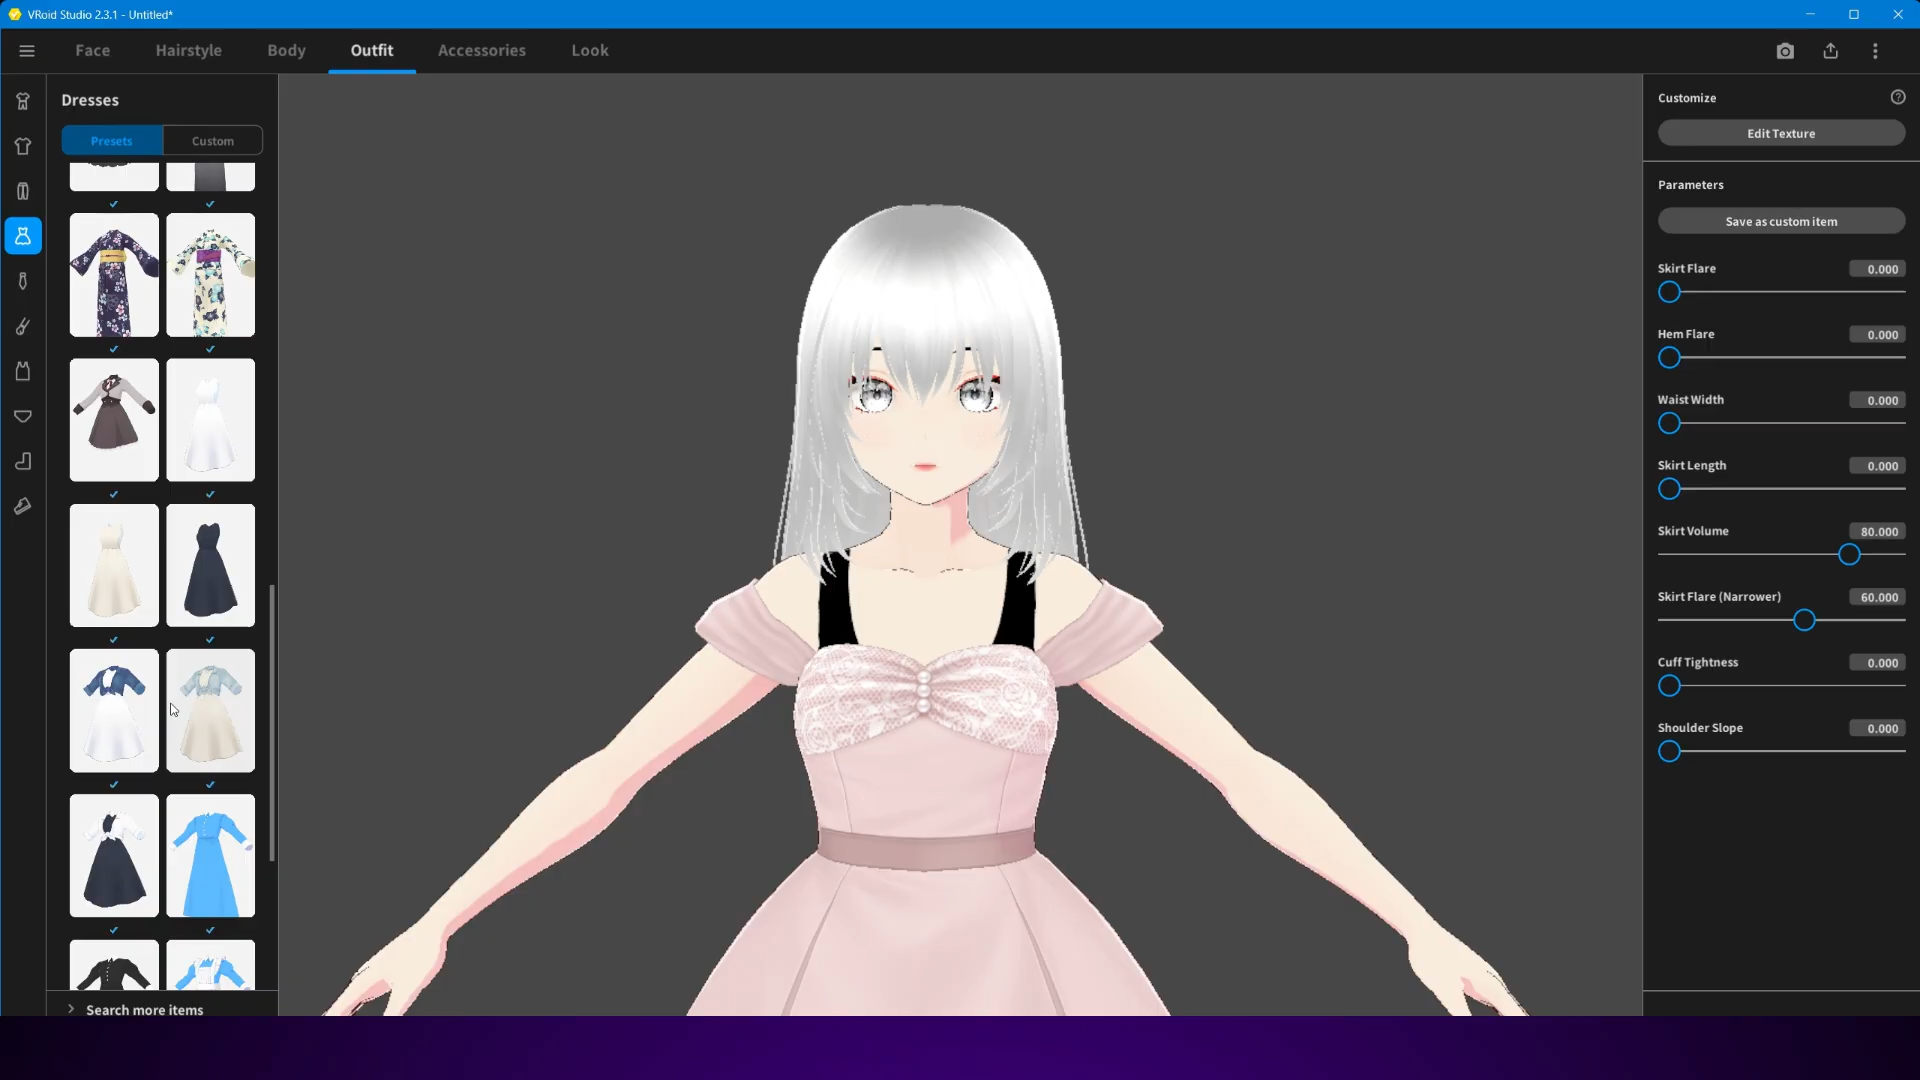 VRoid Studio 2.3.1 - Untitled*
Face Hairstyle Body Outfit Accessories Look
Dresses
Presets Custom
Search more items
Customize
Edit Texture
Parameters
Save as custom item
Skirt Flare 0.000
Hem Flare 0.000
Waist Width 0.000
Skirt Length 0.000
Skirt Volume 80.000
Skirt Flare (Narrower) 60.000
Cuff Tightness 0.000
Shoulder Slope 0.000